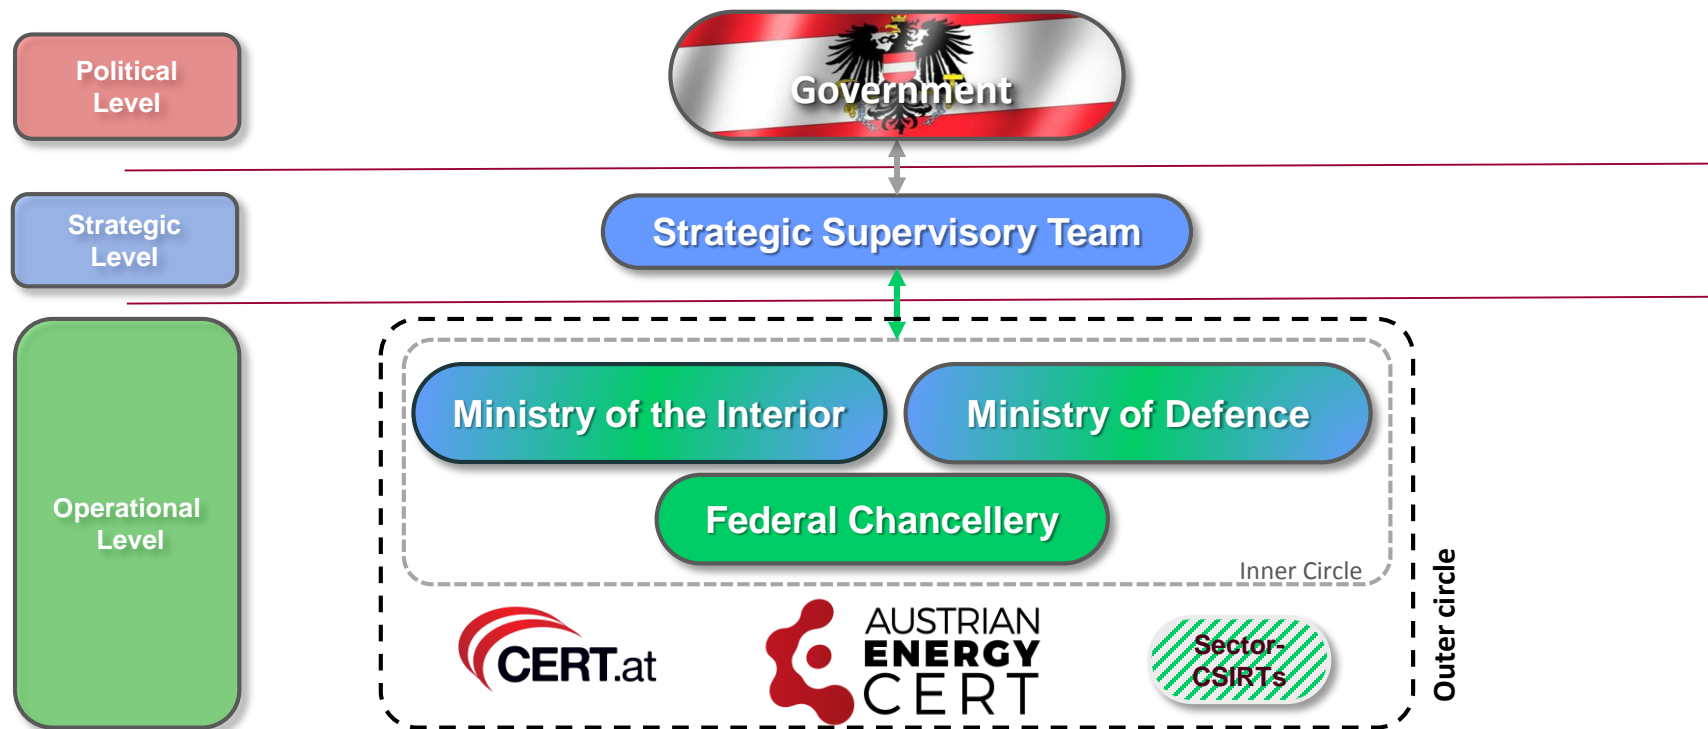 Political
Level
Government
Strategic
Level
Strategic Supervisory Team
Operational
Level
Ministry of the Interior
Ministry of Defence
Federal Chancellery
Inner Circle
Outer circle
CERT.at
AUSTRIAN
ENERGY
CERT
Sector-
CSIRTs